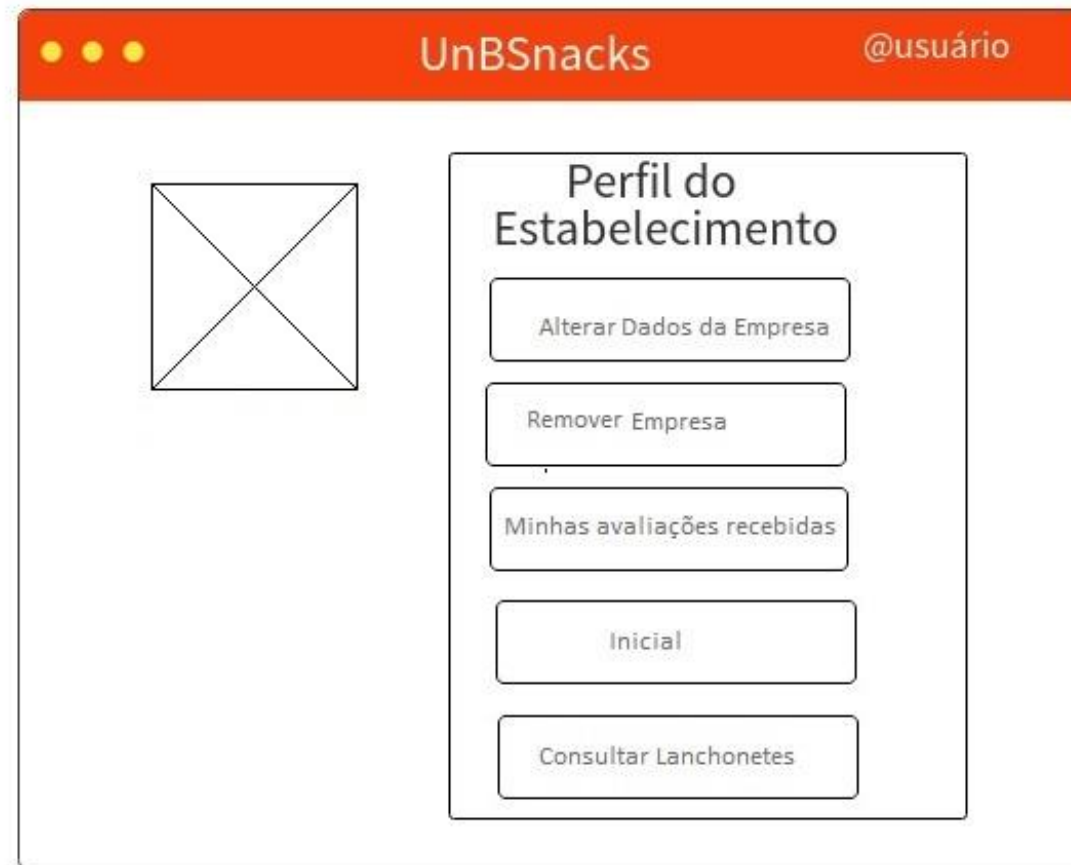 UnBSnacks
@usuário
Perfil do
Estabelecimento
Alterar Dados da Empresa
Remover Empresa
Minhas avaliações recebidas
Inicial
Consultar Lanchonetes